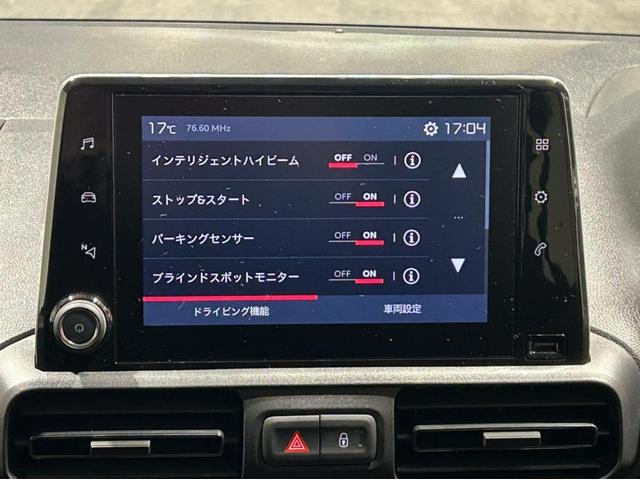 17℃ 76.60 MHz 17:04
インテリジェントハイビーム OFF ON
ストップ&スタート OFF ON
パーキングセンサー OFF ON
ブラインドスポットモニター OFF ON
ドライビング機能 車両設定